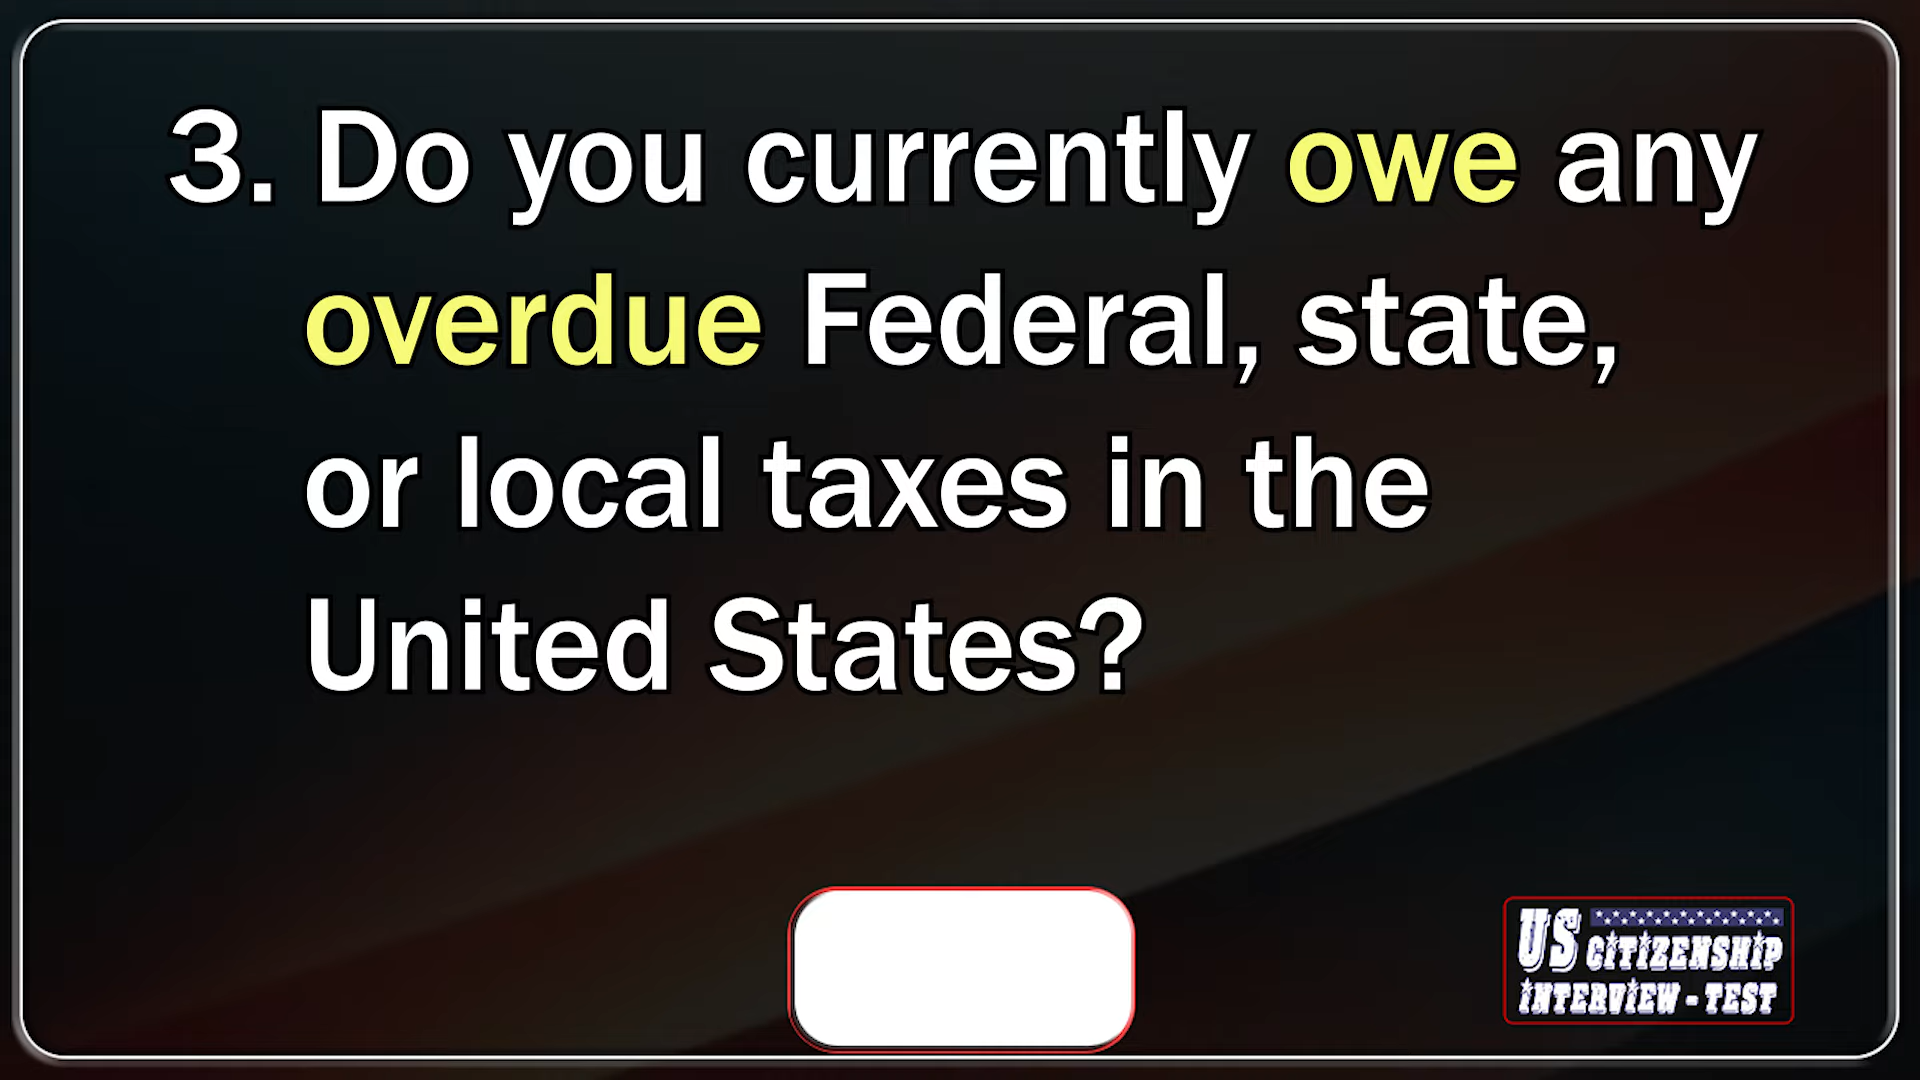 3. Do you currently owe any
overdue Federal, state,
or local taxes in the
United States?
US CiTiZENSHiP
iNTERViEW - TEST